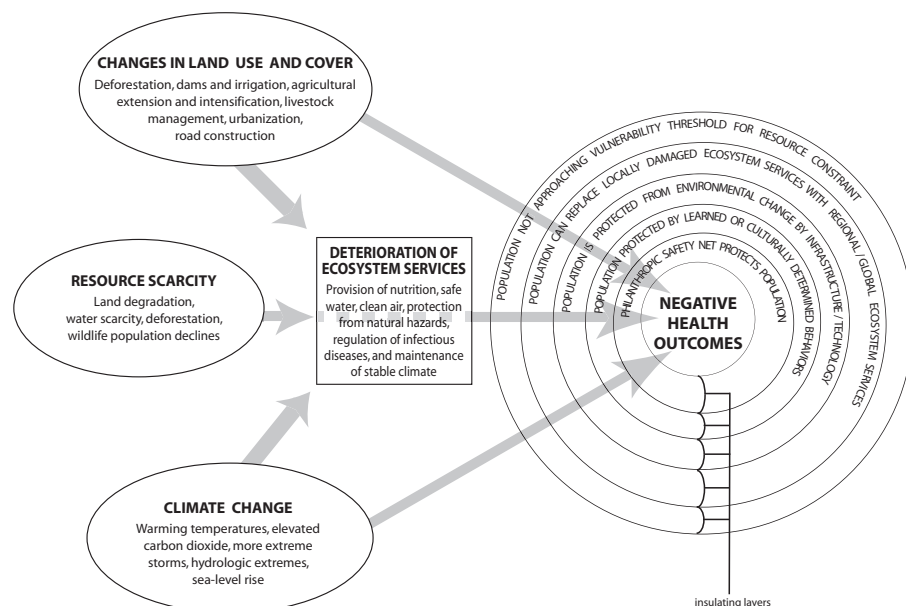 CHANGES IN LAND USE AND COVER
Deforestation, dams and irrigation, agricultural
extension and intensification, livestock
management, urbanization,
road construction
RESOURCE SCARCITY
Land degradation,
water scarcity, deforestation,
wildlife population declines
CLIMATE CHANGE
Warming temperatures, elevated
carbon dioxide, more extreme
storms, hydrologic extremes,
sea-level rise
DETERIORATION OF
ECOSYSTEM SERVICES
Provision of nutrition, safe
water, clean air, protection
from natural hazards,
regulation of infectious
diseases, and maintenance
of stable climate
POPULATION NOT APPROACHING VULNERABILITY THRESHOLD FOR RESOURCE CONSTRAINT
POPULATION CAN REPLACE LOCALLY DAMAGED ECOSYSTEM SERVICES WITH REGIONAL / GLOBAL ECOSYSTEM SERVICES
POPULATION IS PROTECTED FROM ENVIRONMENTAL CHANGE BY INFRASTRUCTURE / TECHNOLOGY
POPULATION PROTECTED BY LEARNED OR CULTURALLY DETERMINED BEHAVIORS
PHILANTHROPIC SAFETY NET PROTECTS POPULATION
NEGATIVE
HEALTH
OUTCOMES
insulating layers